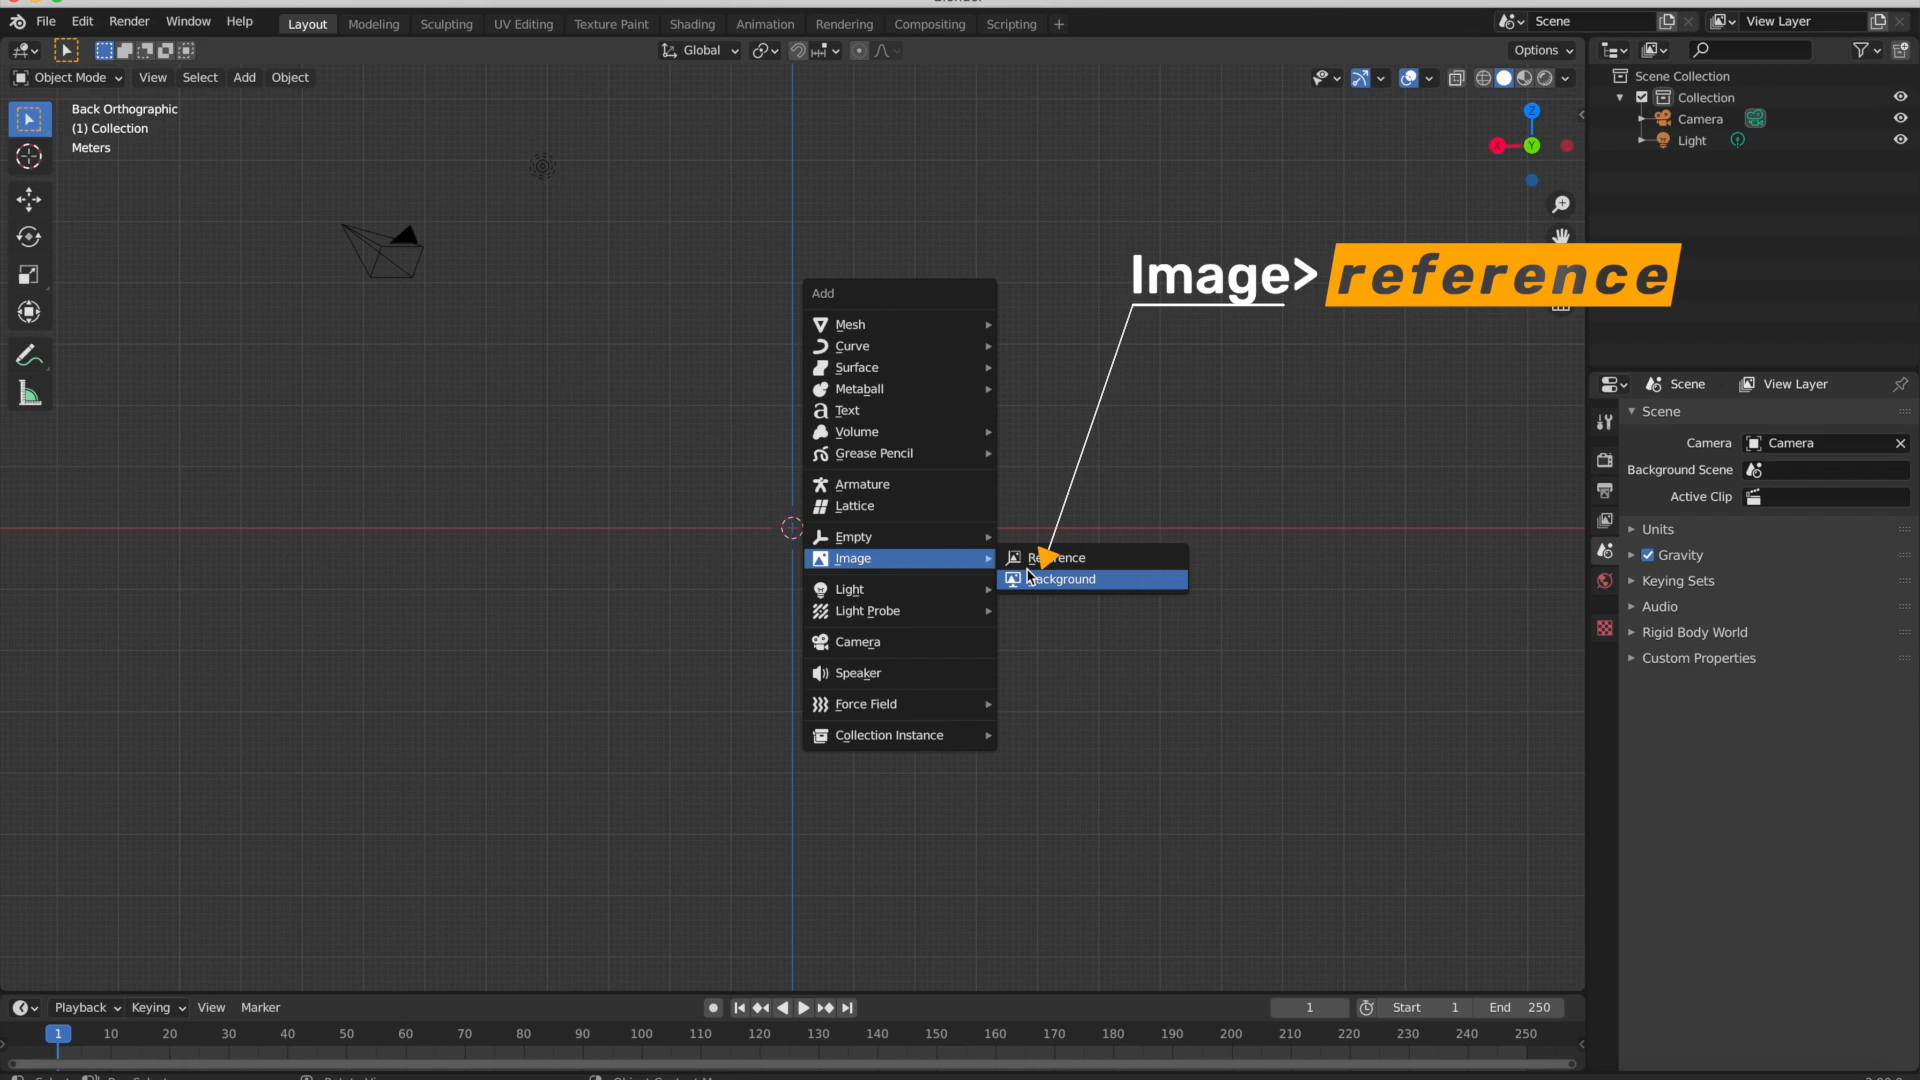 File Edit Render Window Help Layout Modeling Sculpting UV Editing Texture Paint Shading Animation Rendering Compositing Scripting + Scene View Layer
Global Options
Object Mode View Select Add Object
Back Orthographic
(1) Collection
Meters
Z
X
Y
Scene Collection
Collection
Camera
Light
Image> reference
Add
Mesh
Curve
Surface
Metaball
Text
Volume
Grease Pencil
Armature
Lattice
Empty
Image
Light
Light Probe
Camera
Speaker
Force Field
Collection Instance
Scene View Layer
Scene
Camera Camera
Background Scene
Active Clip
Units
Gravity
Keying Sets
Audio
Rigid Body World
Custom Properties
Playback Keying View Marker 1 Start 1 End 250
1 10 20 30 40 50 60 70 80 90 100 110 120 130 140 150 160 170 180 190 200 210 220 230 240 250